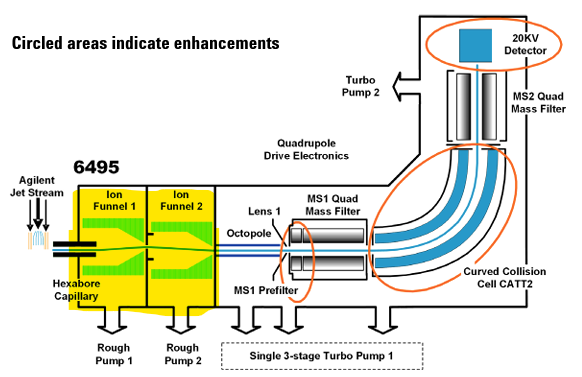 Circled areas indicate enhancements
20KV
Detector
Turbo
Pump 2
MS2 Quad
Mass Filter
Quadrupole
Drive Electronics
6495
Agilent
Jet Stream
Ion
Funnel 1
Ion
Funnel 2
MS1 Quad
Mass Filter
Lens 1
Octopole
Hexabore
Capillary
MS1 Prefilter
Curved Collision
Cell CATT2
Rough
Pump 1
Rough
Pump 2
Single 3-stage Turbo Pump 1